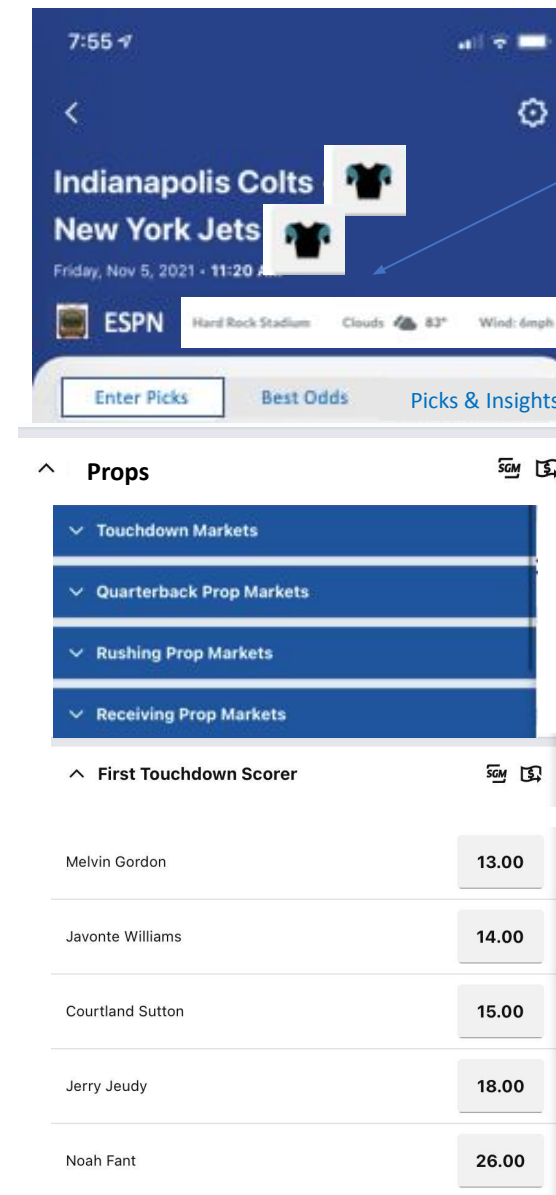 7:55
Indianapolis Colts
New York Jets
Friday, Nov 5, 2021 • 11:20
ESPN Hard Rock Stadium Clouds 83° Wind: 6mph
Enter Picks Best Odds Picks & Insights
Props SGM $
Touchdown Markets
Quarterback Prop Markets
Rushing Prop Markets
Receiving Prop Markets
First Touchdown Scorer SGM $
Melvin Gordon 13.00
Javonte Williams 14.00
Courtland Sutton 15.00
Jerry Jeudy 18.00
Noah Fant 26.00